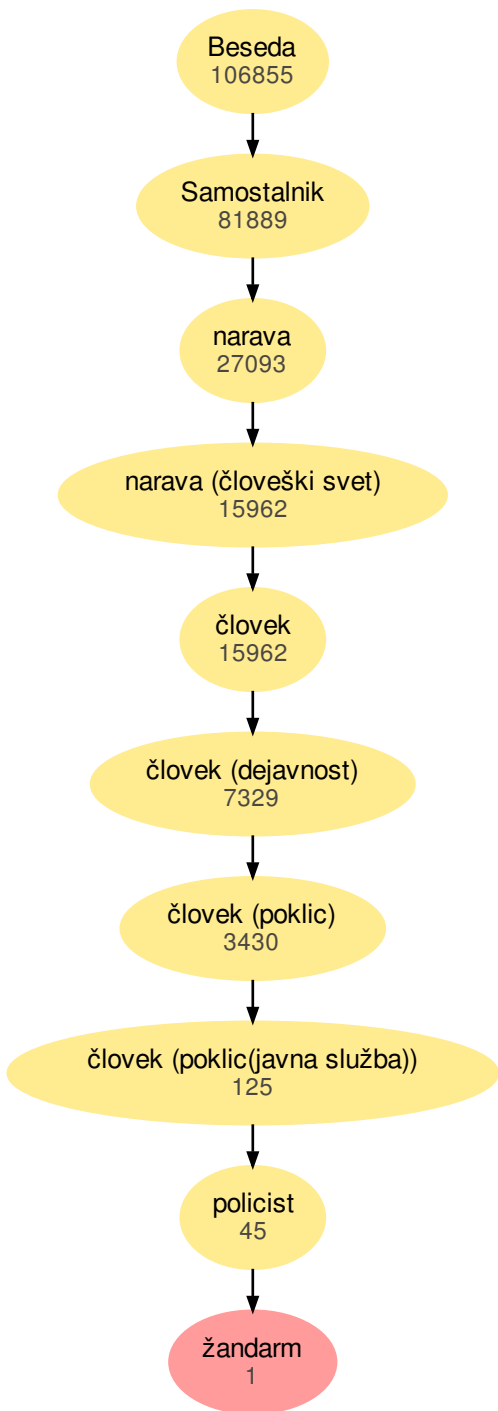 Beseda
106855
Samostalnik
81889
narava
27093
narava (človeški svet)
15962
človek
15962
človek (dejavnost)
7329
človek (poklic)
3430
človek (poklic(javna služba))
125
policist
45
žandarm
1